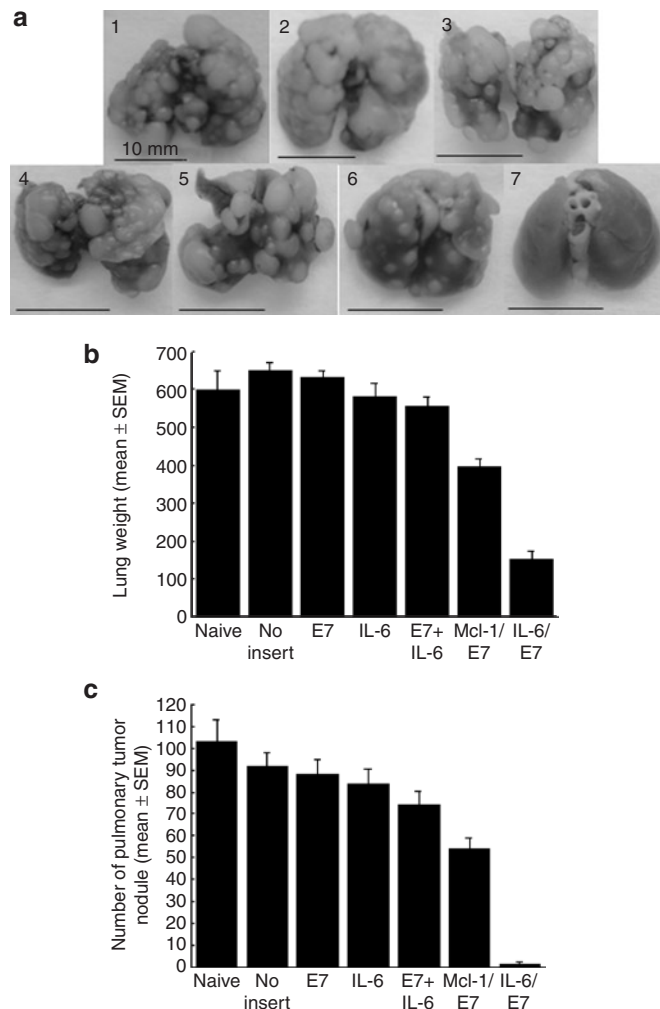 a
1 2 3
10 mm
4 5 6 7
b
Lung weight (mean ± SEM)
700
600
500
400
300
200
100
0
Naive No E7 IL-6 E7+ Mcl-1/ IL-6/
insert IL-6 E7 E7
c
Number of pulmonary tumor
nodule (mean ± SEM)
120
110
100
90
80
70
60
50
40
30
20
10
0
Naive No E7 IL-6 E7+ Mcl-1/ IL-6/
insert IL-6 E7 E7